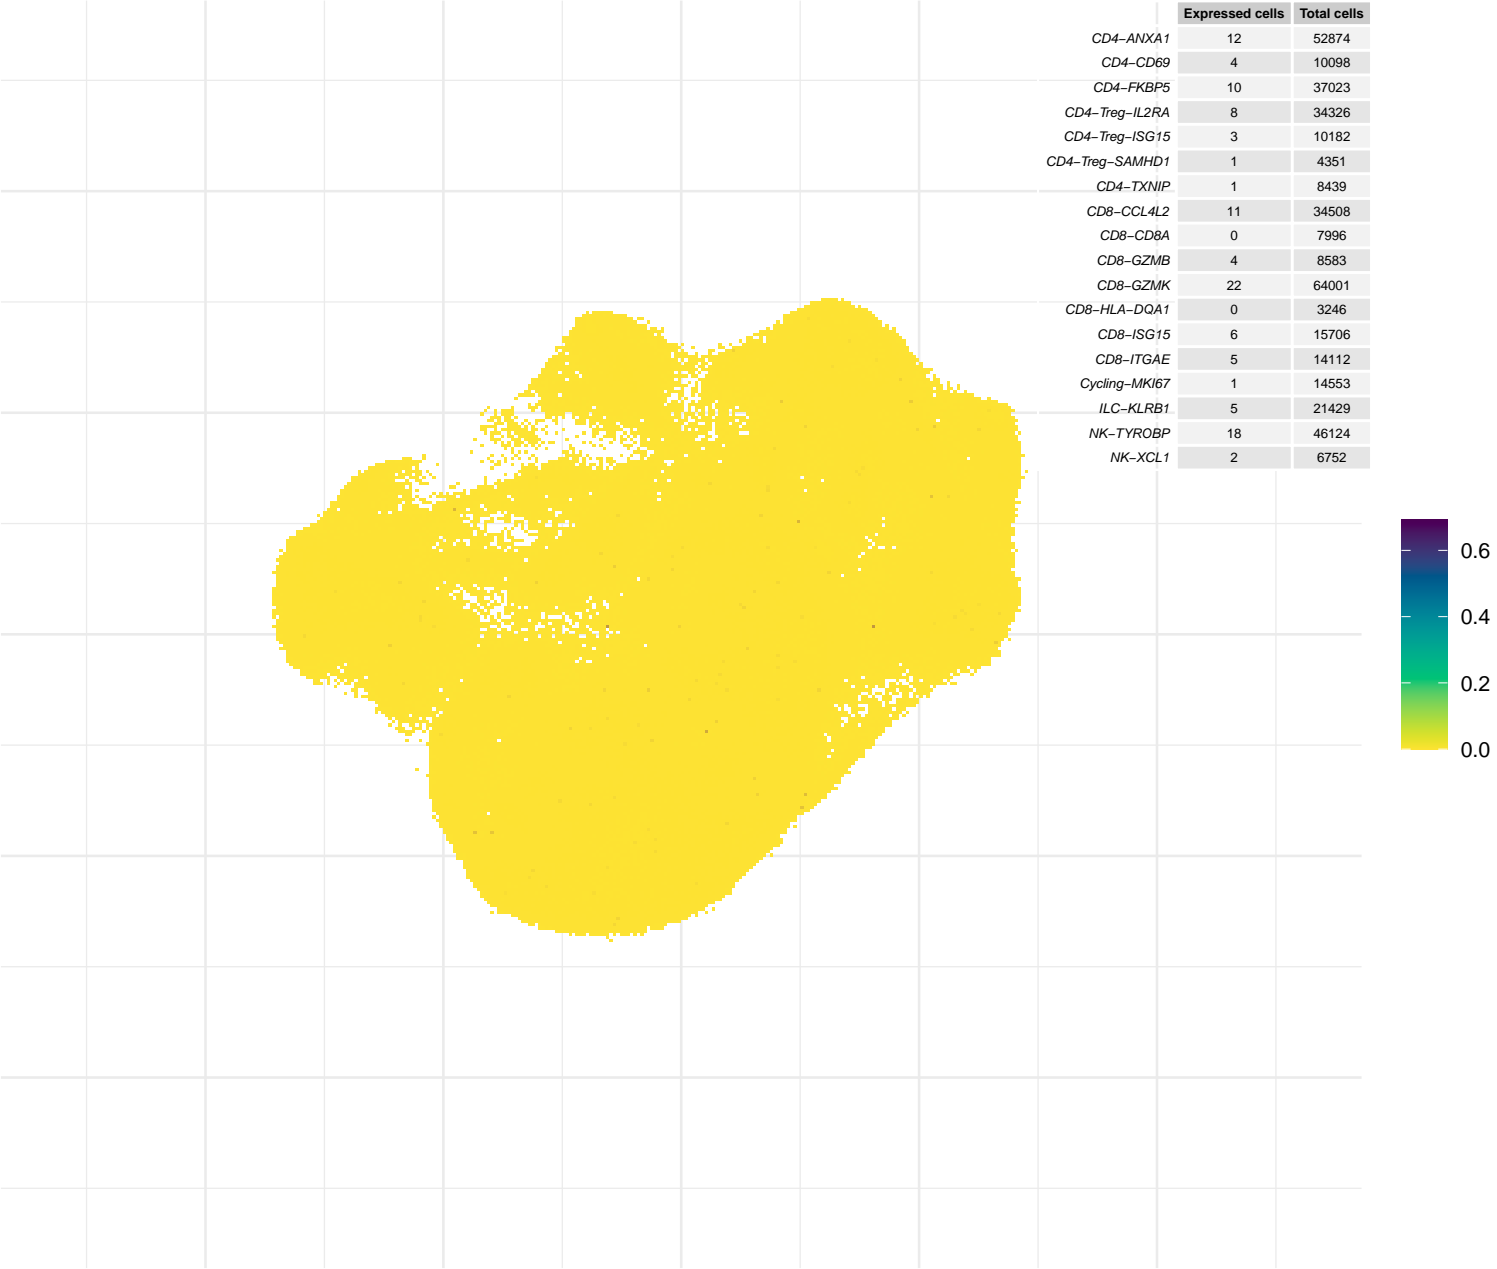 Expressed cells Total cells
CD4−ANXA1 12 52874
CD4−CD69 4 10098
CD4−FKBP5 10 37023
CD4−Treg−IL2RA 8 34326
CD4−Treg−ISG15 3 10182
CD4−Treg−SAMHD1 1 4351
CD4−TXNIP 1 8439
CD8−CCL4L2 11 34508
CD8−CD8A 0 7996
CD8−GZMB 4 8583
CD8−GZMK 22 64001
CD8−HLA−DQA1 0 3246
CD8−ISG15 6 15706
CD8−ITGAE 5 14112
Cycling−MKI67 1 14553
ILC−KLRB1 5 21429
NK−TYROBP 18 46124
NK−XCL1 2 6752
0.6
0.4
0.2
0.0